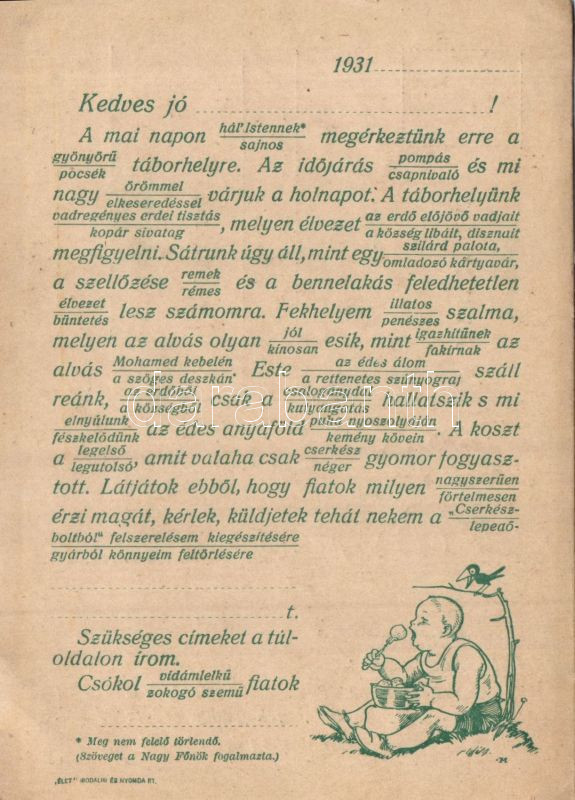 1931
Kedves jó !
A mai napon hál' Istennek* / sajnos megérkeztünk erre a
gyönyörű / pocsék táborhelyre. Az időjárás pompás / csapnivaló és mi
nagy örömmel / elkeseredéssel várjuk a holnapot. A táborhelyünk
vadregényes erdei tisztás / kopár sivatag, melyen élvezet az erdő előjövő vadjait / a község libáit, disznait
megfigyelni. Sátrunk úgy áll, mint egy szilárd palota, / omladozó kártyavár,
a szellőzése remek / rémes és a bennelakás feledhetetlen
élvezet / büntetés lesz számomra. Fekhelyem illatos / penészes szalma,
melyen az alvás olyan jól / kínosan esik, mint igazhitűnek / fakírnak az
alvás Mohamed kebelén / a szöges deszkán. Este az édes álom / a rettenetes szúnyograj száll
reánk, az erdőből / a községből csak a csalogánydal / kutyaugatás hallatszik s mi
elnyúlunk / fészkelődünk az édes anyaföld puha nyoszolyáján / kemény kövein. A koszt
a legelső / legutolsó, amit valaha csak cserkész / néger gyomor fogyasz-
tott. Látjátok ebből, hogy fiatok milyen nagyszerűen / förtelmesen
érzi magát, kérlek, küldjetek tehát nekem a „Cserkész- / lepedő-
boltból" felszerelésem kiegészítésére / gyárból könnyeim feltörlésére
t.
Szükséges címeket a túl-
oldalon írom.
Csókol vidámlelkű / zokogó szemű fiatok
* Meg nem felelő törlendő.
(Szöveget a Nagy Főnök fogalmazta.)
„ÉLET" IRODALMI ÉS NYOMDA RT.
darabanth